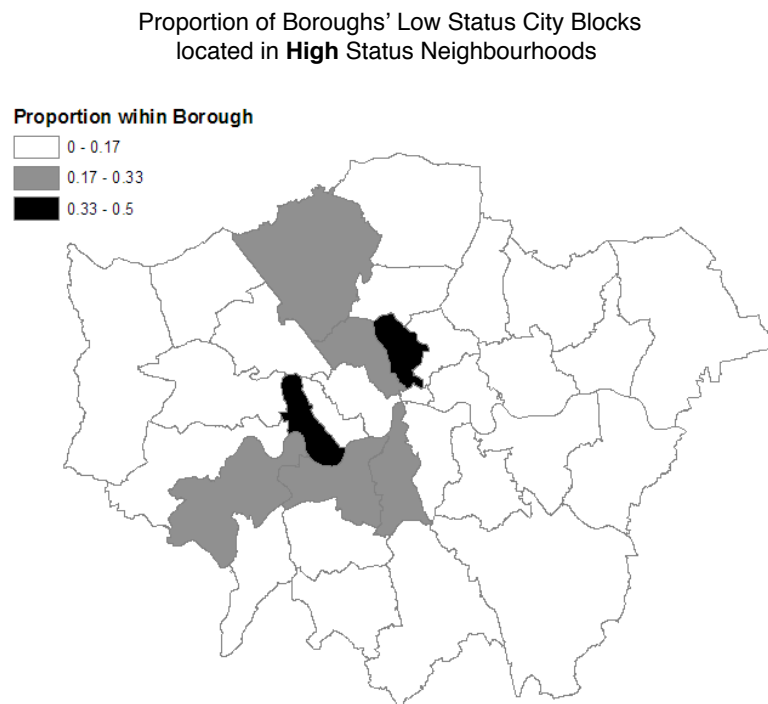 Proportion of Boroughs' Low Status City Blocks
located in High Status Neighbourhoods
Proportion wihin Borough
0 - 0.17
0.17 - 0.33
0.33 - 0.5